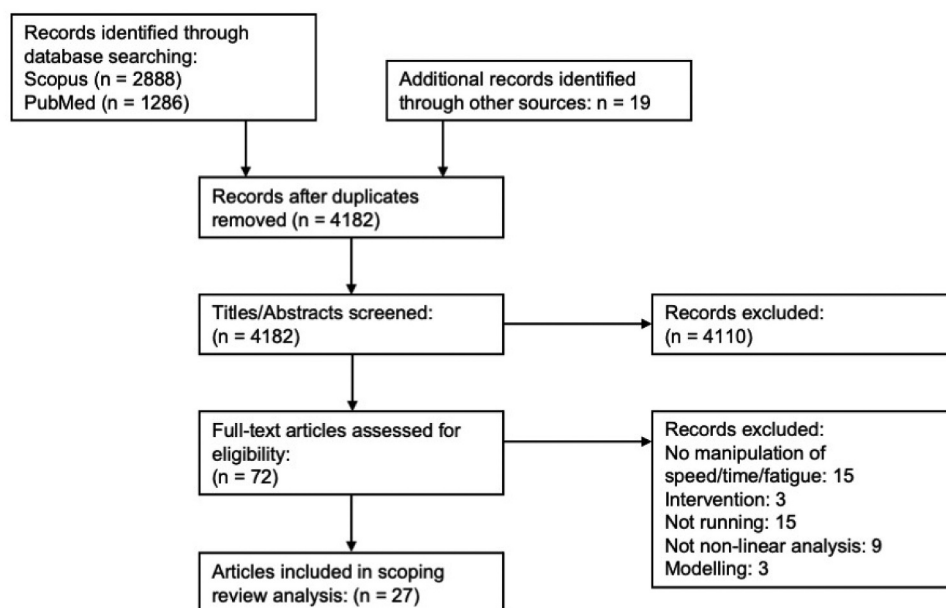 Records identified through
database searching:
Scopus (n = 2888)
PubMed (n = 1286)
Additional records identified
through other sources: n = 19
Records after duplicates
removed (n = 4182)
Titles/Abstracts screened:
(n = 4182)
Records excluded:
(n = 4110)
Full-text articles assessed for
eligibility:
(n = 72)
Records excluded:
No manipulation of
speed/time/fatigue: 15
Intervention: 3
Not running: 15
Not non-linear analysis: 9
Modelling: 3
Articles included in scoping
review analysis: (n = 27)